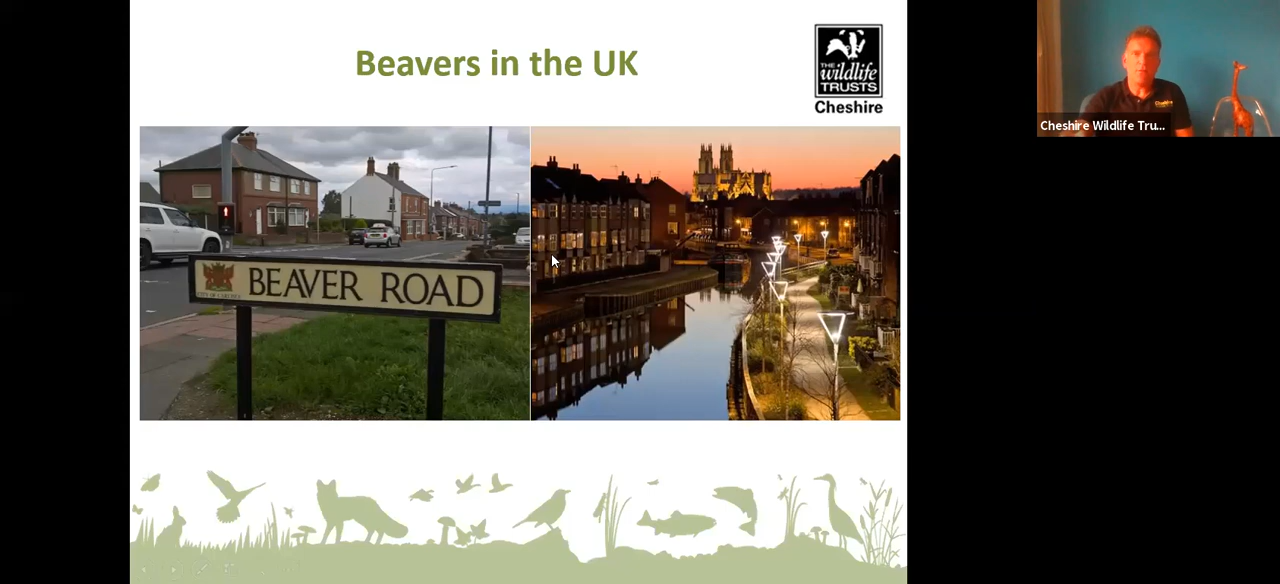 Beavers in the UK
THE
wildlife
TRUSTS
Cheshire
BEAVER ROAD
Cheshire Wildlife Tru...